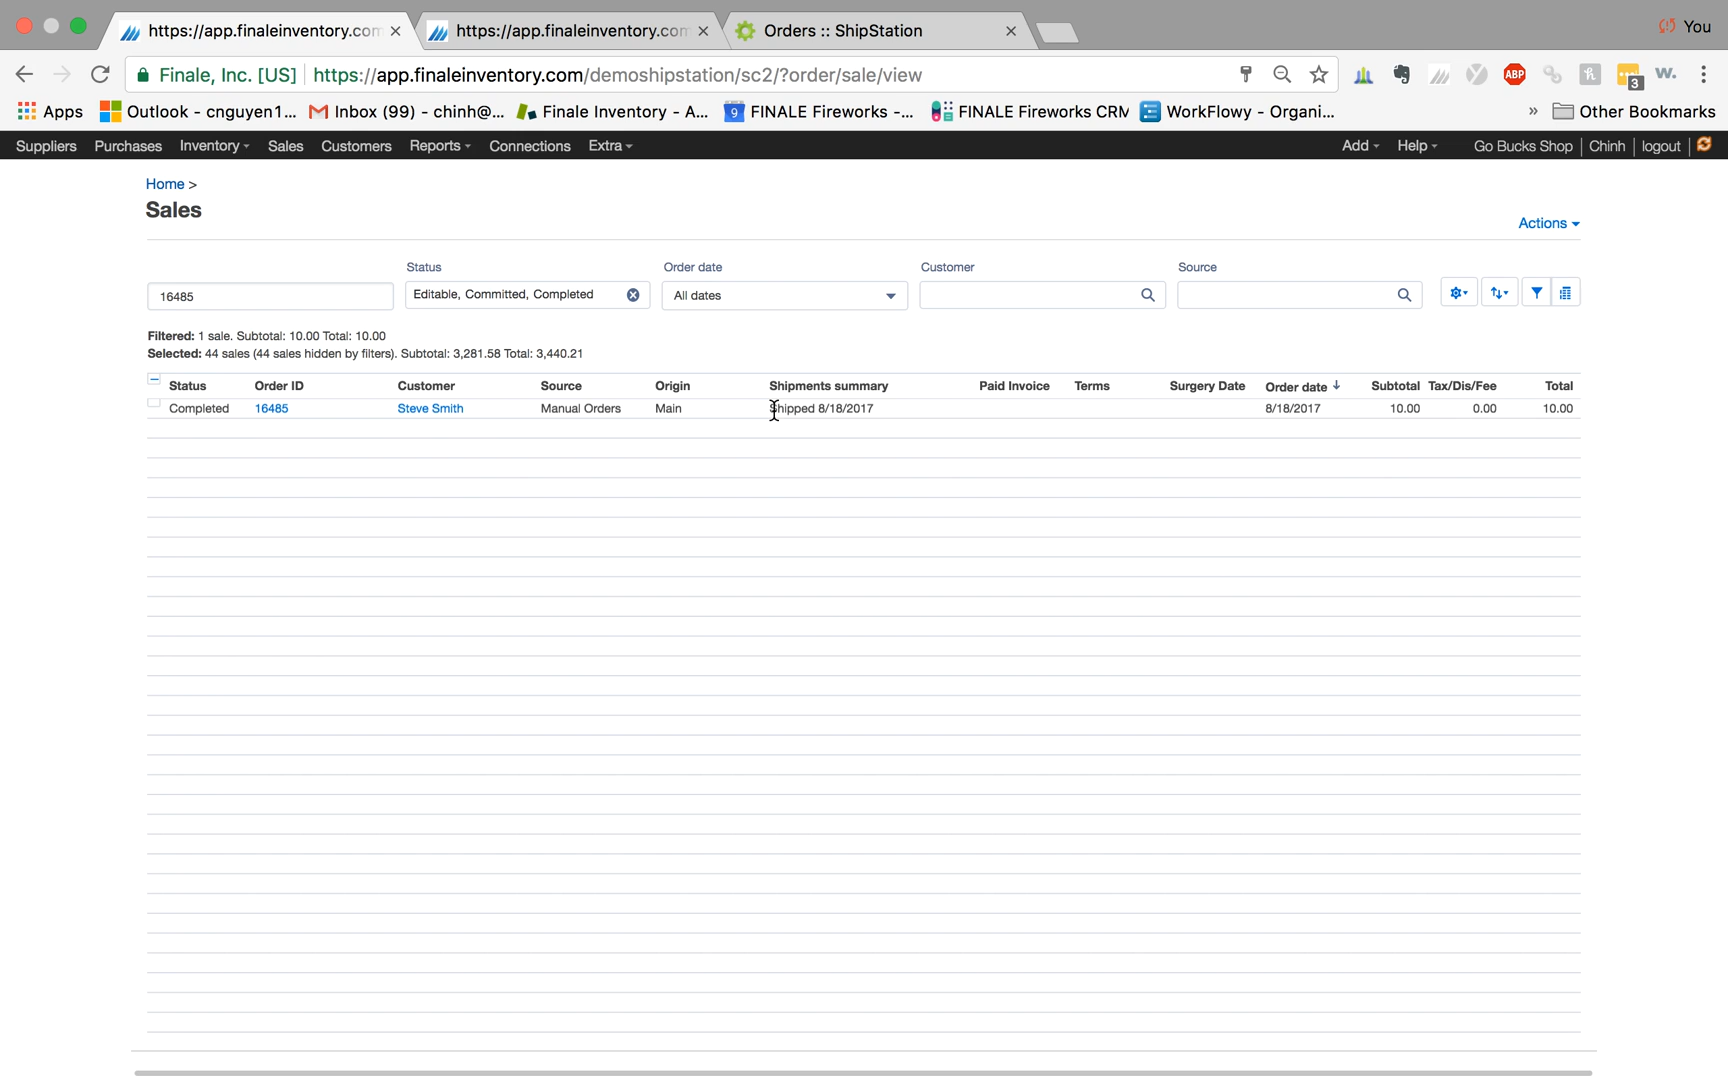 https://app.finaleinventory.com
https://app.finaleinventory.com
Orders :: ShipStation
You
Finale, Inc. [US] https://app.finaleinventory.com/demoshipstation/sc2/?order/sale/view
ABP
3
w.
Apps
Outlook - cnguyen1...
Inbox (99) - chinh@...
Finale Inventory - A...
9 FINALE Fireworks -...
FINALE Fireworks CRM
WorkFlowy - Organi...
»
Other Bookmarks
Suppliers Purchases Inventory Sales Customers Reports Connections Extra Add Help Go Bucks Shop Chinh logout
Home >
Sales
Actions
Status Order date Customer Source
16485 Editable, Committed, Completed All dates
Filtered: 1 sale. Subtotal: 10.00 Total: 10.00
Selected: 44 sales (44 sales hidden by filters). Subtotal: 3,281.58 Total: 3,440.21
Status Order ID Customer Source Origin Shipments summary Paid Invoice Terms Surgery Date Order date Subtotal Tax/Dis/Fee Total
Completed 16485 Steve Smith Manual Orders Main Shipped 8/18/2017 8/18/2017 10.00 0.00 10.00